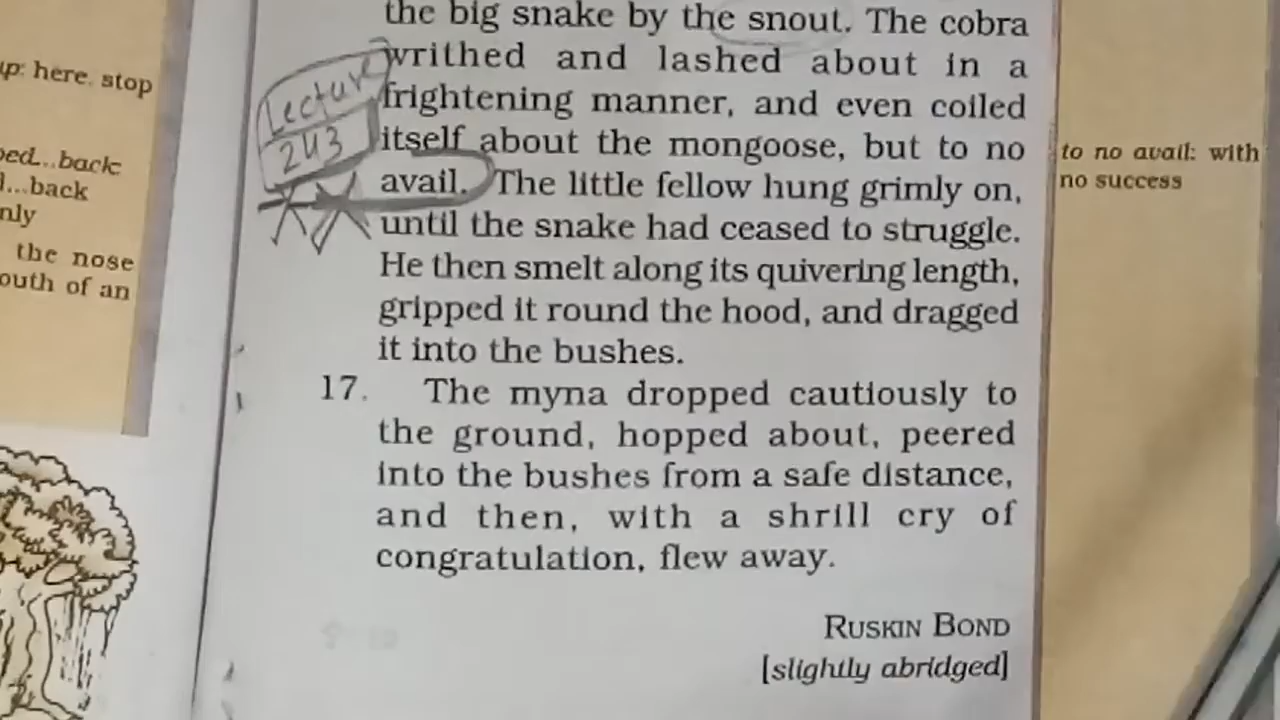 up: here, stop
ped...back:
l...back
nly
the nose
outh of an
the big snake by the snout. The cobra
writhed and lashed about in a
frightening manner, and even coiled
itself about the mongoose, but to no
avail. The little fellow hung grimly on,
until the snake had ceased to struggle.
He then smelt along its quivering length,
gripped it round the hood, and dragged
it into the bushes.
17. The myna dropped cautiously to
the ground, hopped about, peered
into the bushes from a safe distance,
and then, with a shrill cry of
congratulation, flew away.
RUSKIN BOND
[slightly abridged]
Lecture
243
to no avail: with
no success